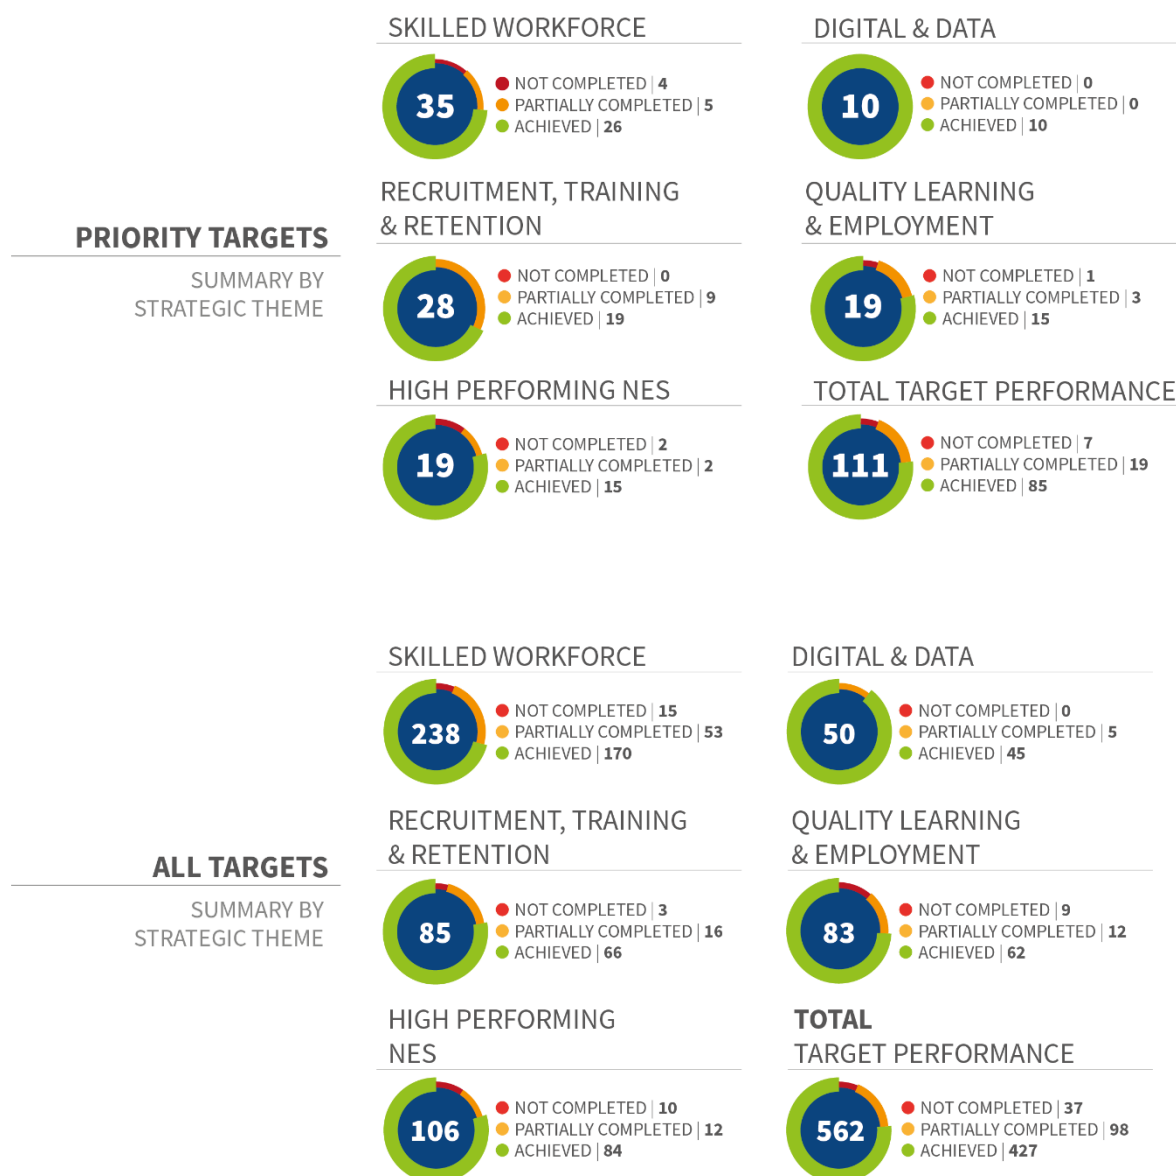 PRIORITY TARGETS
SUMMARY BY
STRATEGIC THEME
SKILLED WORKFORCE
35
NOT COMPLETED | 4
PARTIALLY COMPLETED | 5
ACHIEVED | 26
DIGITAL & DATA
10
NOT COMPLETED | 0
PARTIALLY COMPLETED | 0
ACHIEVED | 10
RECRUITMENT, TRAINING
& RETENTION
28
NOT COMPLETED | 0
PARTIALLY COMPLETED | 9
ACHIEVED | 19
QUALITY LEARNING
& EMPLOYMENT
19
NOT COMPLETED | 1
PARTIALLY COMPLETED | 3
ACHIEVED | 15
HIGH PERFORMING NES
19
NOT COMPLETED | 2
PARTIALLY COMPLETED | 2
ACHIEVED | 15
TOTAL TARGET PERFORMANCE
111
NOT COMPLETED | 7
PARTIALLY COMPLETED | 19
ACHIEVED | 85
ALL TARGETS
SUMMARY BY
STRATEGIC THEME
SKILLED WORKFORCE
238
NOT COMPLETED | 15
PARTIALLY COMPLETED | 53
ACHIEVED | 170
DIGITAL & DATA
50
NOT COMPLETED | 0
PARTIALLY COMPLETED | 5
ACHIEVED | 45
RECRUITMENT, TRAINING
& RETENTION
85
NOT COMPLETED | 3
PARTIALLY COMPLETED | 16
ACHIEVED | 66
QUALITY LEARNING
& EMPLOYMENT
83
NOT COMPLETED | 9
PARTIALLY COMPLETED | 12
ACHIEVED | 62
HIGH PERFORMING
NES
106
NOT COMPLETED | 10
PARTIALLY COMPLETED | 12
ACHIEVED | 84
TOTAL
TARGET PERFORMANCE
562
NOT COMPLETED | 37
PARTIALLY COMPLETED | 98
ACHIEVED | 427